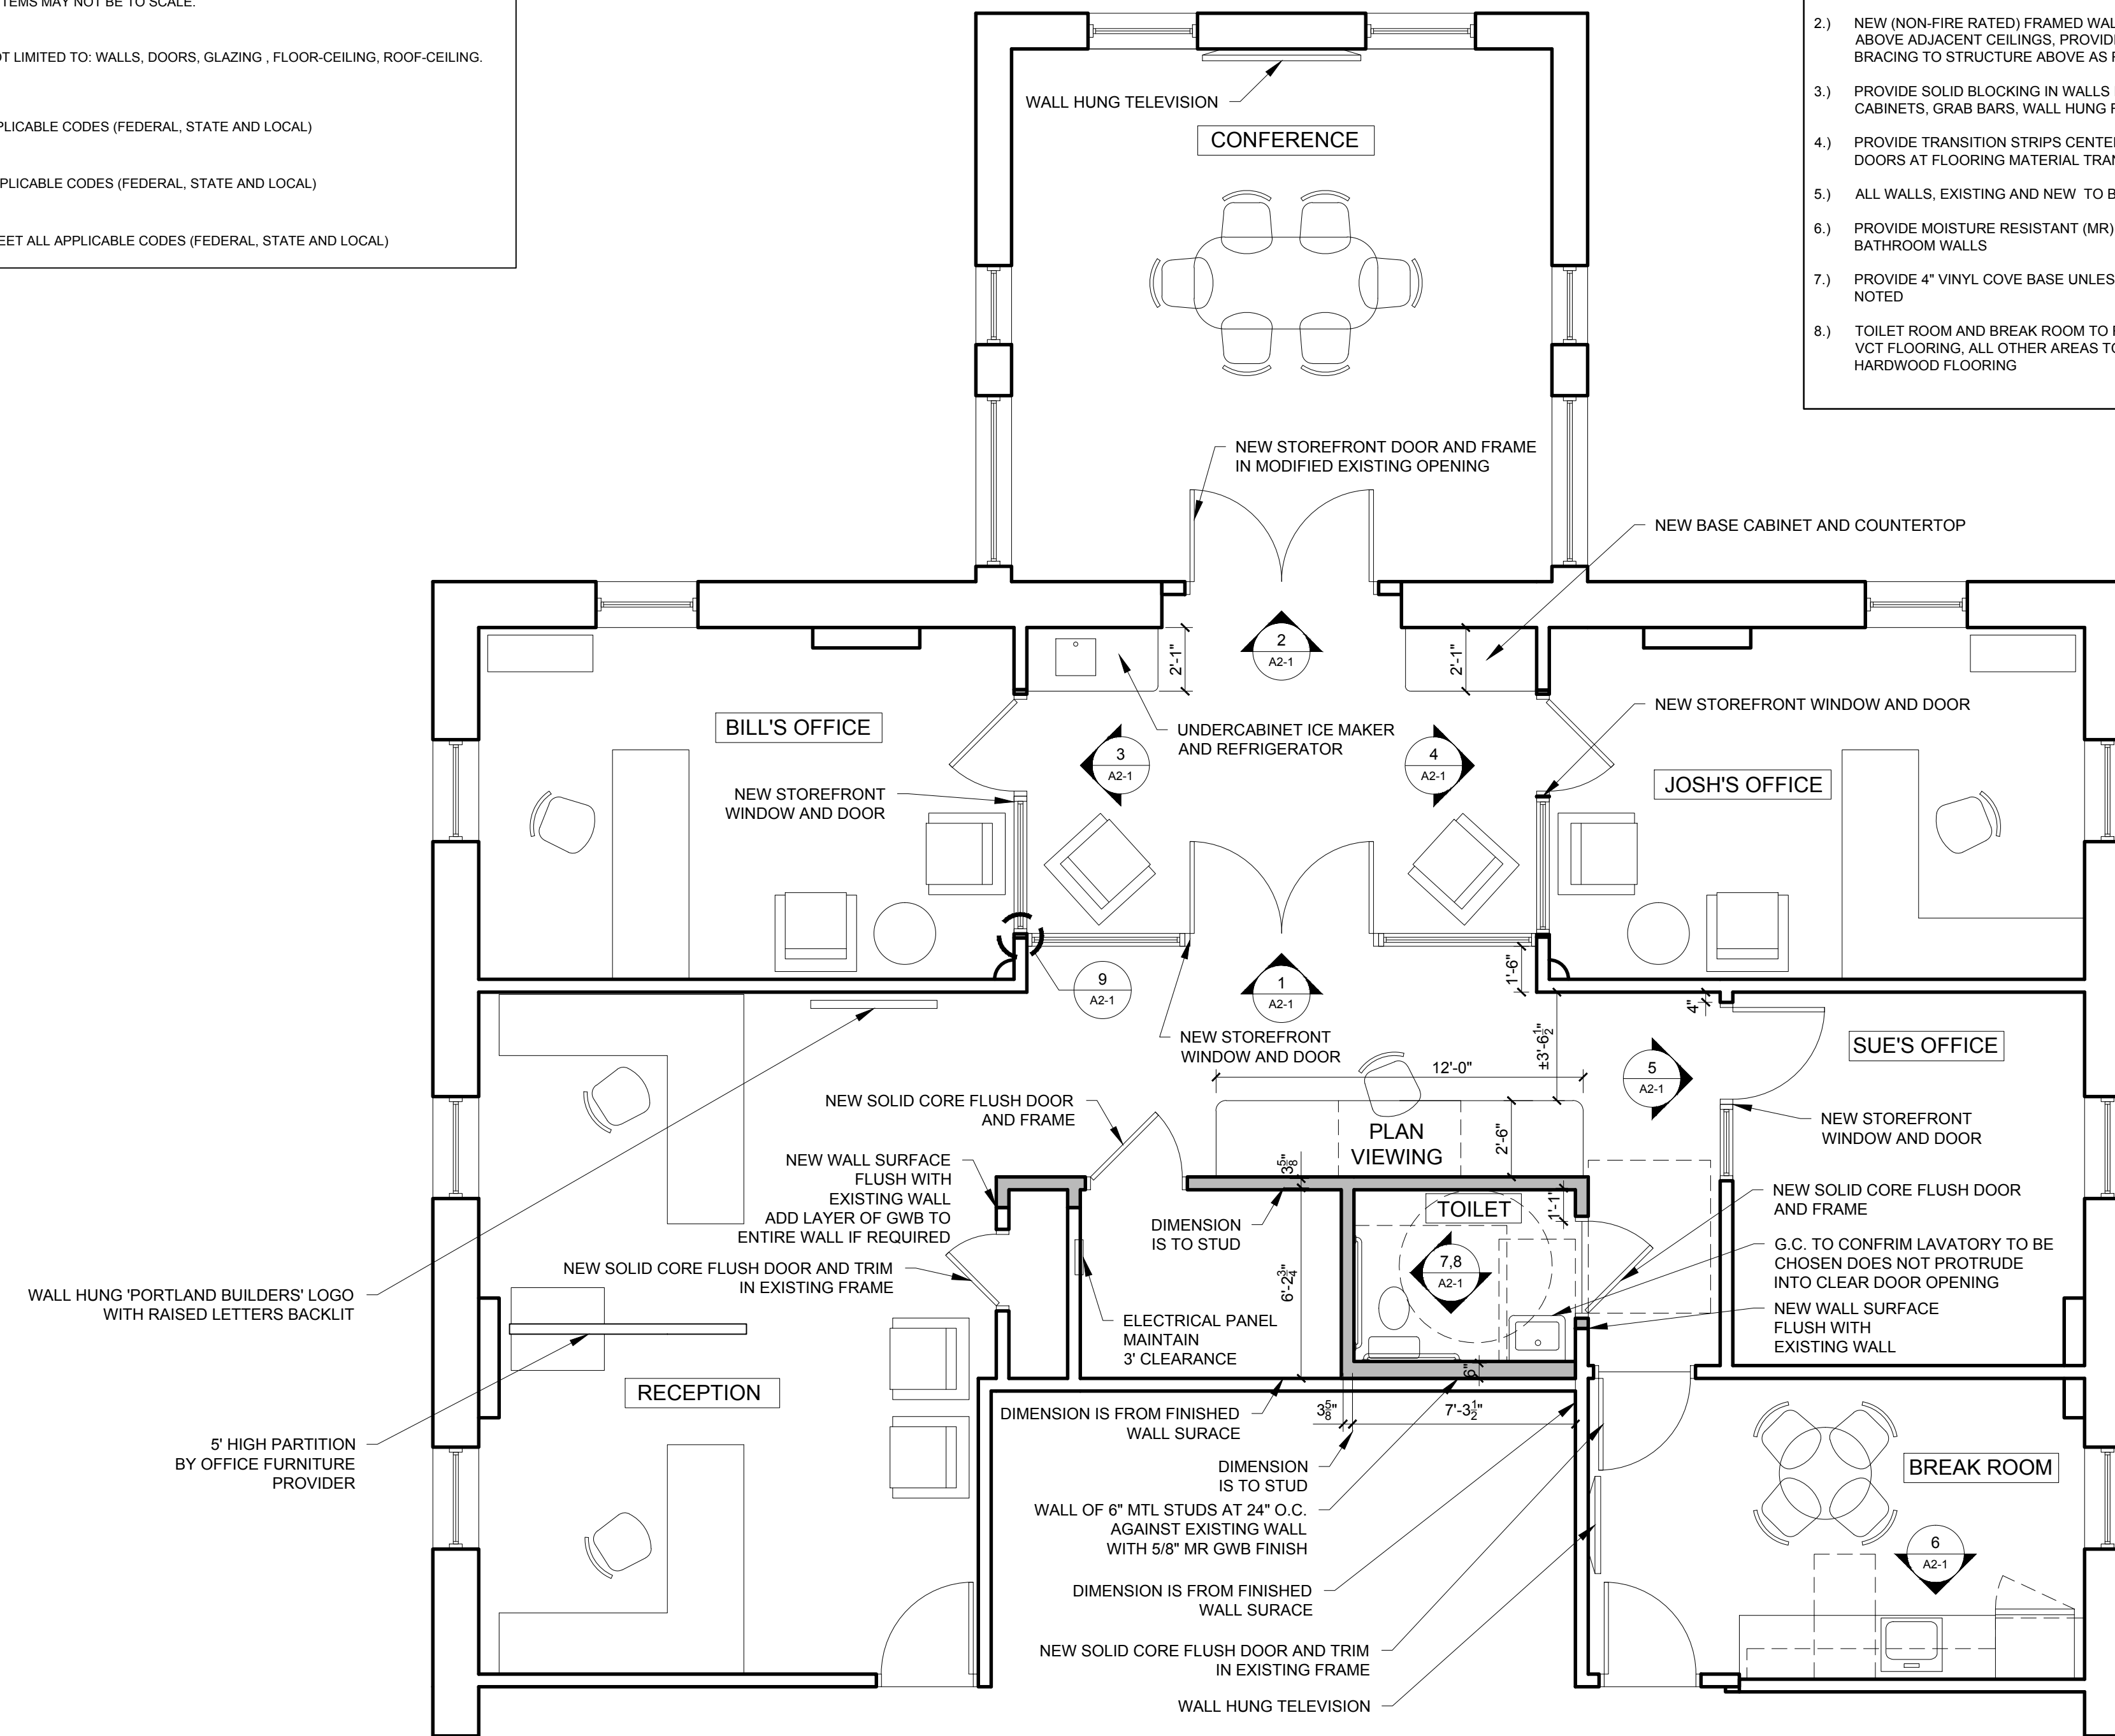 TEMS MAY NOT BE TO SCALE.
OT LIMITED TO: WALLS, DOORS, GLAZING , FLOOR-CEILING, ROOF-CEILING.
PLICABLE CODES (FEDERAL, STATE AND LOCAL)
PLICABLE CODES (FEDERAL, STATE AND LOCAL)
EET ALL APPLICABLE CODES (FEDERAL, STATE AND LOCAL)
2.) NEW (NON-FIRE RATED) FRAMED WAL
ABOVE ADJACENT CEILINGS, PROVID
BRACING TO STRUCTURE ABOVE AS
3.) PROVIDE SOLID BLOCKING IN WALLS
CABINETS, GRAB BARS, WALL HUNG
4.) PROVIDE TRANSITION STRIPS CENTE
DOORS AT FLOORING MATERIAL TRAN
5.) ALL WALLS, EXISTING AND NEW TO B
6.) PROVIDE MOISTURE RESISTANT (MR)
BATHROOM WALLS
7.) PROVIDE 4" VINYL COVE BASE UNLES
NOTED
8.) TOILET ROOM AND BREAK ROOM TO
VCT FLOORING, ALL OTHER AREAS TO
HARDWOOD FLOORING
WALL HUNG TELEVISION
CONFERENCE
NEW STOREFRONT DOOR AND FRAME
IN MODIFIED EXISTING OPENING
NEW BASE CABINET AND COUNTERTOP
2
A2-1
2'-1"
2'-1"
BILL'S OFFICE
UNDERCABINET ICE MAKER
AND REFRIGERATOR
NEW STOREFRONT WINDOW AND DOOR
3
A2-1
4
A2-1
JOSH'S OFFICE
NEW STOREFRONT
WINDOW AND DOOR
9
A2-1
1
A2-1
1'-6"
4"
NEW STOREFRONT
WINDOW AND DOOR
±3'-6½"
SUE'S OFFICE
5
A2-1
12'-0"
NEW SOLID CORE FLUSH DOOR
AND FRAME
PLAN
VIEWING
2'-6"
NEW STOREFRONT
WINDOW AND DOOR
NEW WALL SURFACE
FLUSH WITH
EXISTING WALL
ADD LAYER OF GWB TO
ENTIRE WALL IF REQUIRED
3⅝"
DIMENSION
IS TO STUD
TOILET
1'-1"
NEW SOLID CORE FLUSH DOOR
AND FRAME
7,8
A2-1
G.C. TO CONFRIM LAVATORY TO BE
CHOSEN DOES NOT PROTRUDE
INTO CLEAR DOOR OPENING
NEW SOLID CORE FLUSH DOOR AND TRIM
IN EXISTING FRAME
6'-2¾"
WALL HUNG 'PORTLAND BUILDERS' LOGO
WITH RAISED LETTERS BACKLIT
ELECTRICAL PANEL
MAINTAIN
3' CLEARANCE
NEW WALL SURFACE
FLUSH WITH
EXISTING WALL
6"
RECEPTION
DIMENSION IS FROM FINISHED
WALL SURACE
3⅝"
7'-3½"
5' HIGH PARTITION
BY OFFICE FURNITURE
PROVIDER
DIMENSION
IS TO STUD
BREAK ROOM
WALL OF 6" MTL STUDS AT 24" O.C.
AGAINST EXISTING WALL
WITH 5/8" MR GWB FINISH
6
A2-1
DIMENSION IS FROM FINISHED
WALL SURACE
NEW SOLID CORE FLUSH DOOR AND TRIM
IN EXISTING FRAME
WALL HUNG TELEVISION